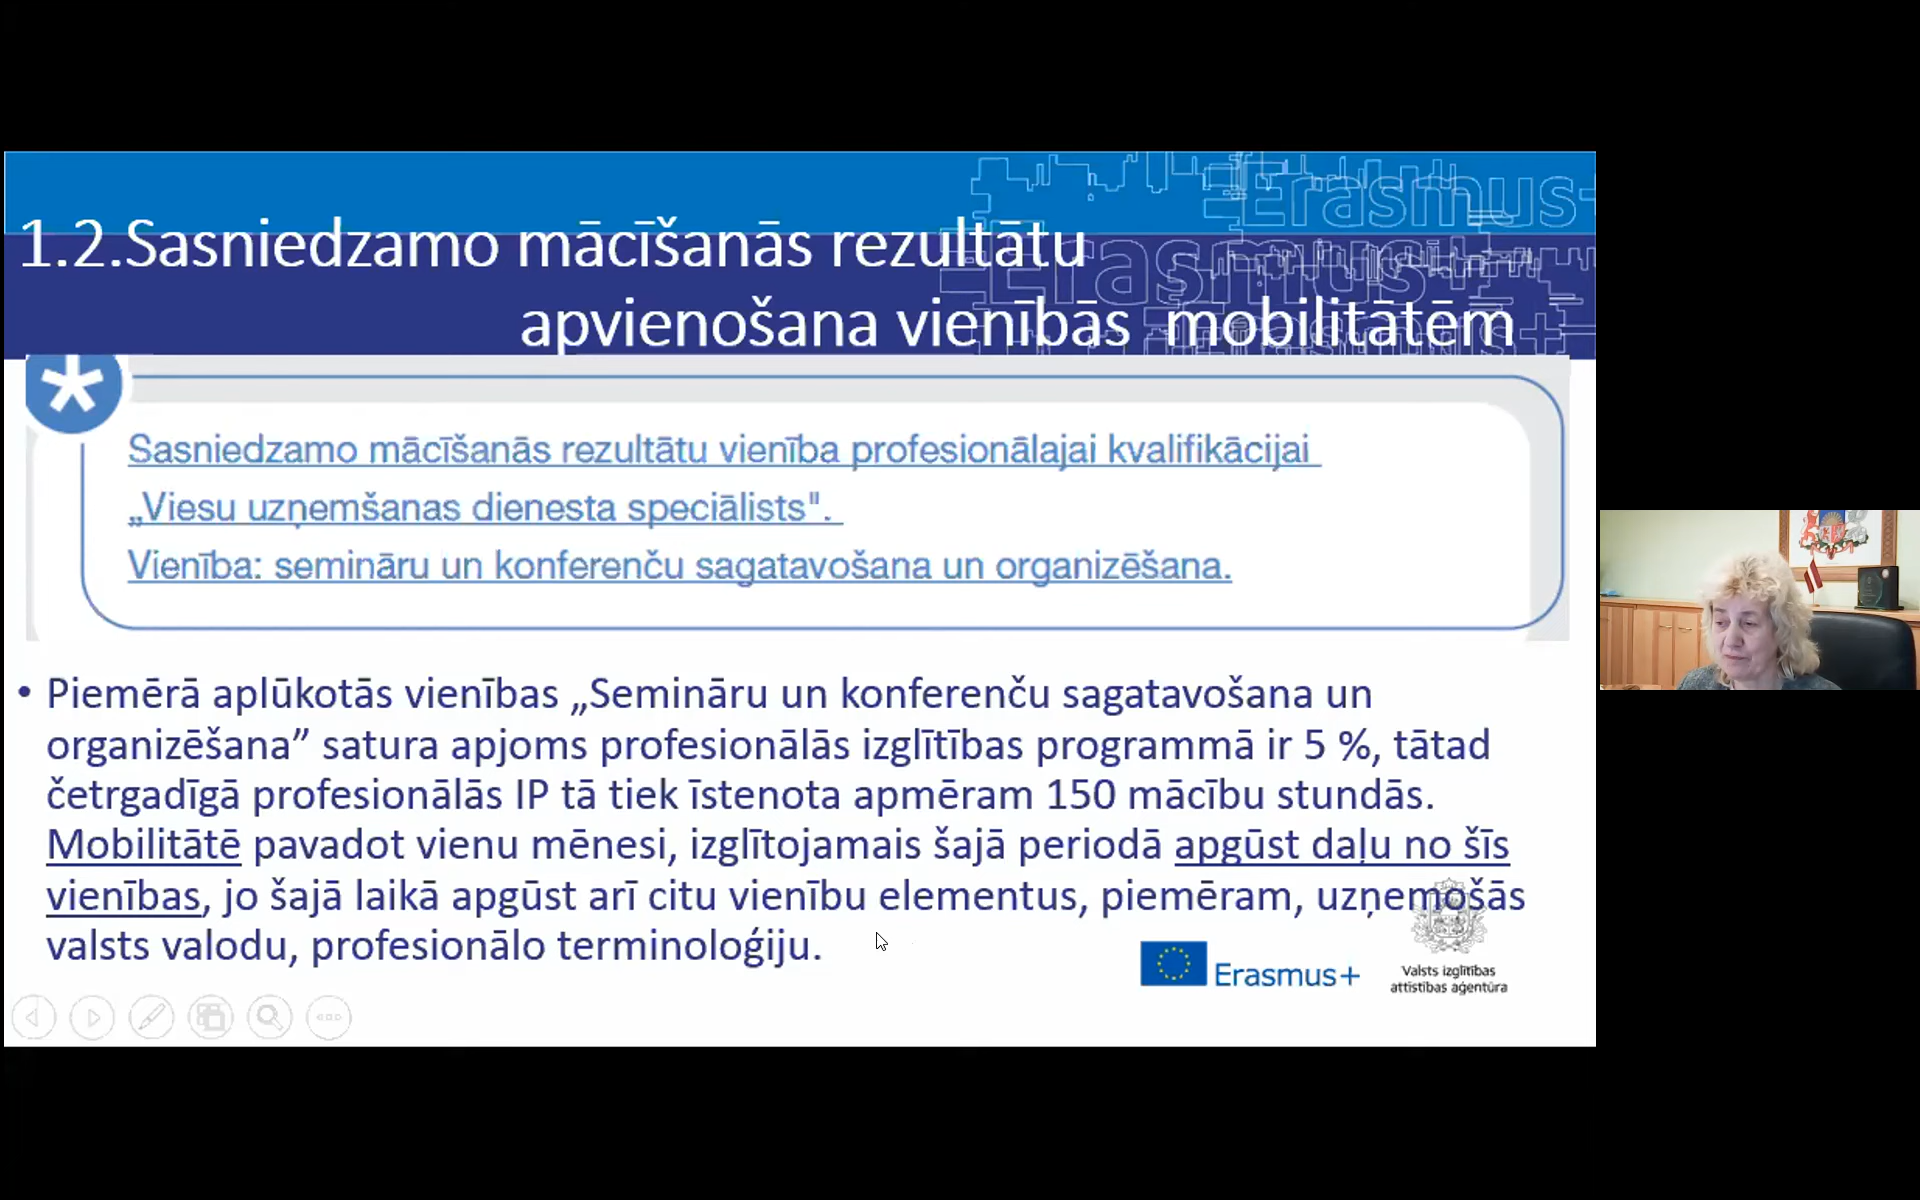 Erasmus+
Erasmus+
1.2.Sasniedzamo mācīšanās rezultātu
apvienošana vienībās mobilitātēm
Sasniedzamo mācīšanās rezultātu vienība profesionālajai kvalifikācijai
„Viesu uzņemšanas dienesta speciālists".
Vienība: semināru un konferenču sagatavošana un organizēšana.
• Piemērā aplūkotās vienības „Semināru un konferenču sagatavošana un
organizēšana” satura apjoms profesionālās izglītības programmā ir 5 %, tātad
četrgadīgā profesionālās IP tā tiek īstenota apmēram 150 mācību stundās.
Mobilitātē pavadot vienu mēnesi, izglītojamais šajā periodā apgūst daļu no šīs
vienības, jo šajā laikā apgūst arī citu vienību elementus, piemēram, uzņemošās
valsts valodu, profesionālo terminoloģiju.
Erasmus+
Valsts izglītības
attīstības aģentūra